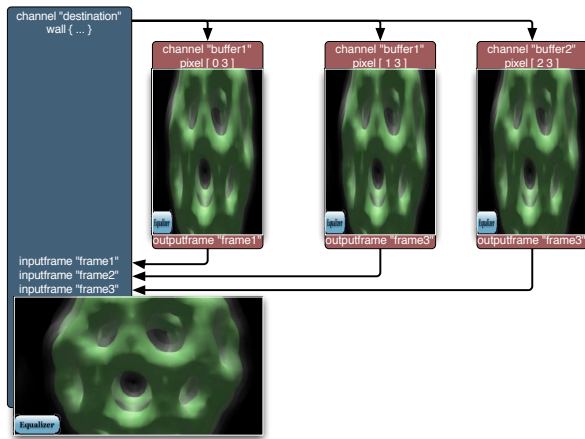 channel "destination"
wall { ... }
channel "buffer1"
pixel [ 0 3 ]
channel "buffer1"
pixel [ 1 3 ]
channel "buffer2"
pixel [ 2 3 ]
Equalizer
Equalizer
Equalizer
outputframe "frame1"
outputframe "frame3"
outputframe "frame3"
inputframe "frame1"
inputframe "frame2"
inputframe "frame3"
Equalizer